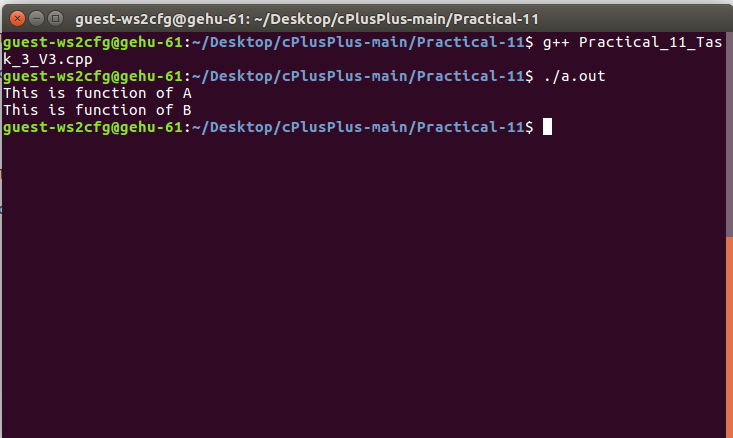 guest-ws2cfg@gehu-61: ~/Desktop/cPlusPlus-main/Practical-11
guest-ws2cfg@gehu-61:~/Desktop/cPlusPlus-main/Practical-11$ g++ Practical_11_Tas
k_3_V3.cpp
guest-ws2cfg@gehu-61:~/Desktop/cPlusPlus-main/Practical-11$ ./a.out
This is function of A
This is function of B
guest-ws2cfg@gehu-61:~/Desktop/cPlusPlus-main/Practical-11$